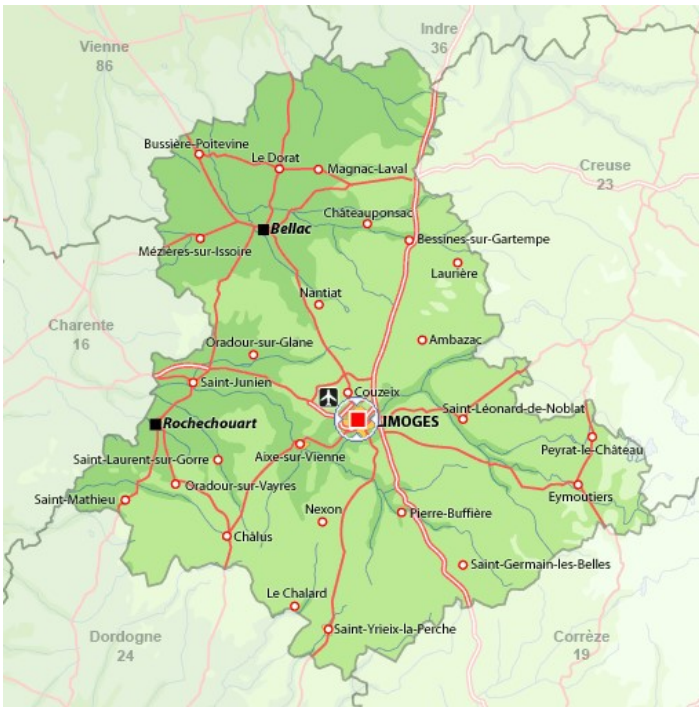 Indre
36
Vienne
86
Bussière-Poitevine
Le Dorat
Magnac-Laval
Creuse
23
Châteauponsac
Bellac
Bessines-sur-Gartempe
Mézières-sur-Issoire
Laurière
Nantiat
Charente
16
Ambazac
Oradour-sur-Glane
Saint-Junien
Couzeix
Saint-Léonard-de-Noblat
LIMOGES
Rochechouart
Peyrat-le-Château
Aixe-sur-Vienne
Saint-Laurent-sur-Gorre
Oradour-sur-Vayres
Eymoutiers
Saint-Mathieu
Nexon
Pierre-Buffière
Châlus
Saint-Germain-les-Belles
Le Chalard
Saint-Yrieix-la-Perche
Dordogne
24
Corrèze
19